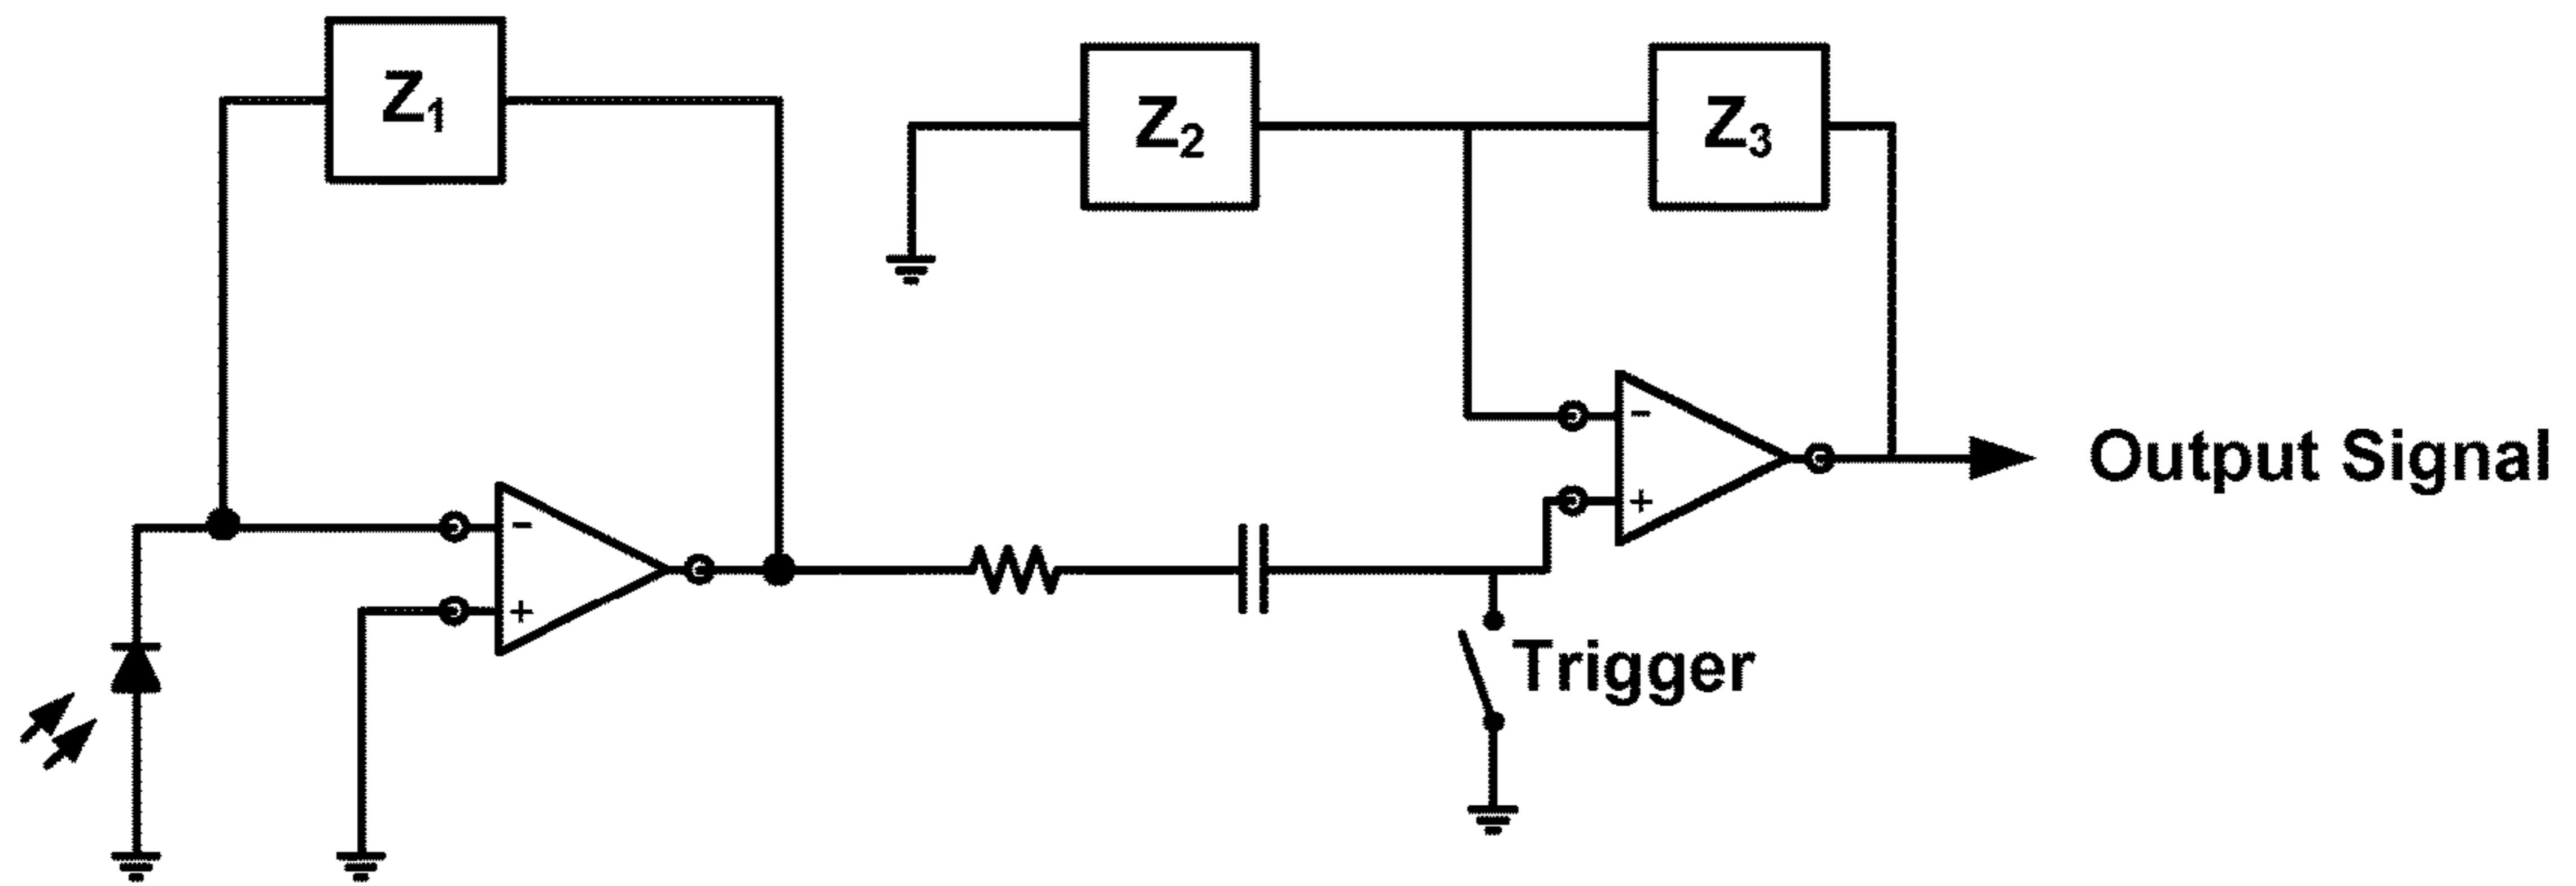 Z₁
Z₂
Z₃
-
+
-
+
Output Signal
Trigger